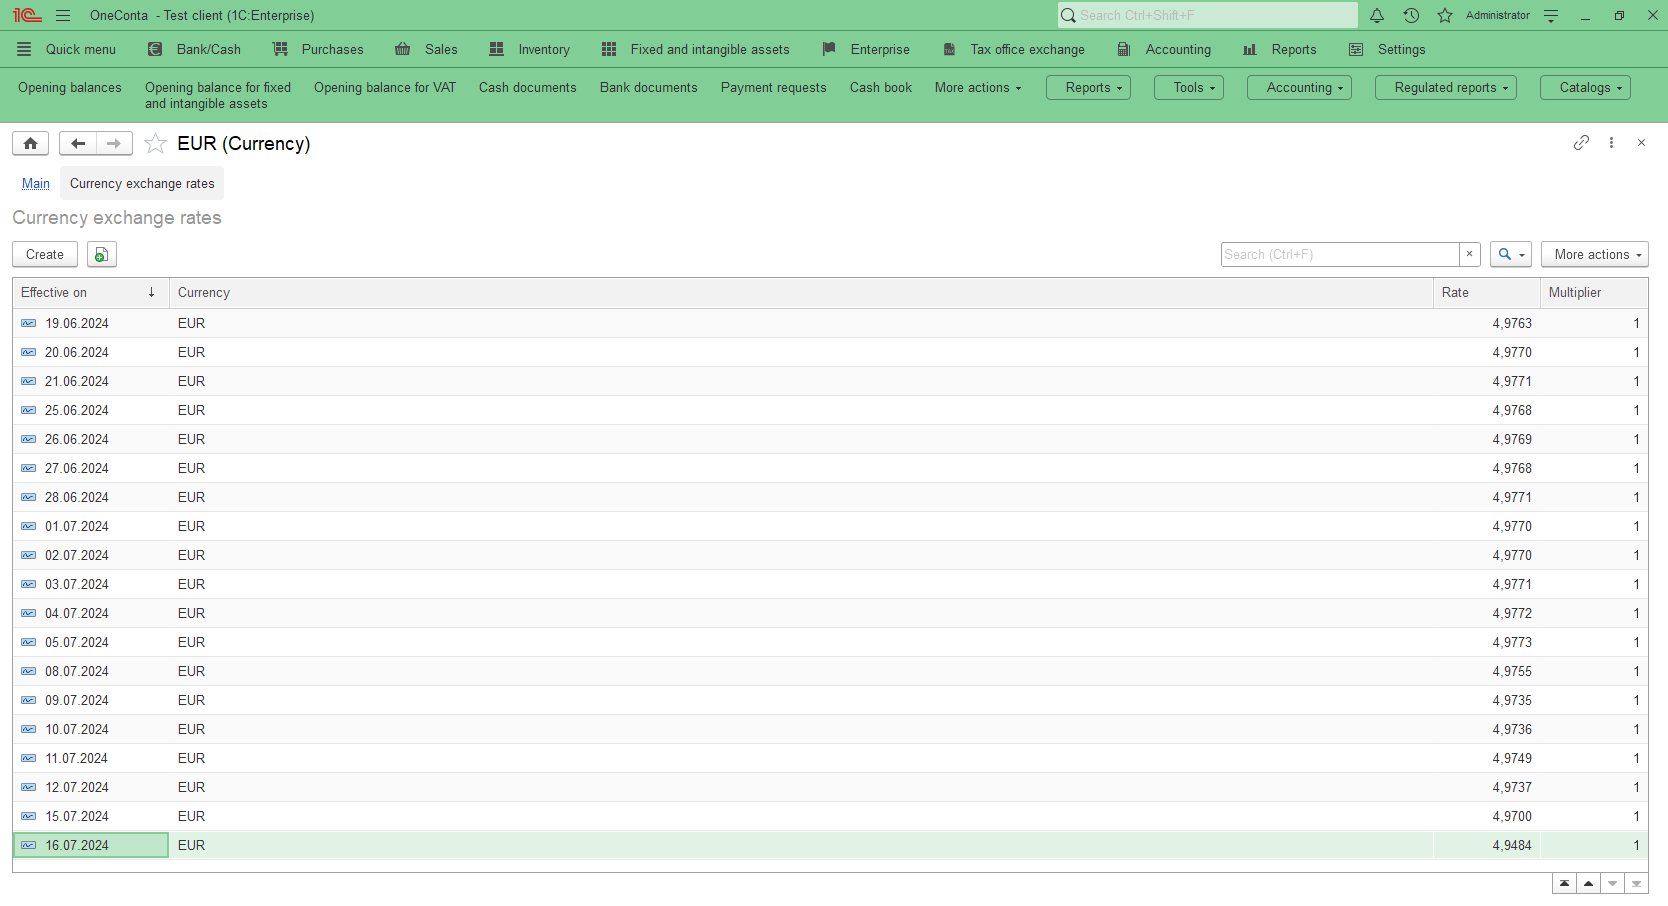 OneConta - Test client (1C:Enterprise)
Search Ctrl+Shift+F
Administrator
Quick menu Bank/Cash Purchases Sales Inventory Fixed and intangible assets Enterprise Tax office exchange Accounting Reports Settings
Opening balances Opening balance for fixed and intangible assets Opening balance for VAT Cash documents Bank documents Payment requests Cash book More actions Reports Tools Accounting Regulated reports Catalogs
EUR (Currency)
Main Currency exchange rates
Currency exchange rates
Create Search (Ctrl+F) × More actions
Effective on ↓ Currency Rate Multiplier
19.06.2024 EUR 4,9763 1
20.06.2024 EUR 4,9770 1
21.06.2024 EUR 4,9771 1
25.06.2024 EUR 4,9768 1
26.06.2024 EUR 4,9769 1
27.06.2024 EUR 4,9768 1
28.06.2024 EUR 4,9771 1
01.07.2024 EUR 4,9770 1
02.07.2024 EUR 4,9770 1
03.07.2024 EUR 4,9771 1
04.07.2024 EUR 4,9772 1
05.07.2024 EUR 4,9773 1
08.07.2024 EUR 4,9755 1
09.07.2024 EUR 4,9735 1
10.07.2024 EUR 4,9736 1
11.07.2024 EUR 4,9749 1
12.07.2024 EUR 4,9737 1
15.07.2024 EUR 4,9700 1
16.07.2024 EUR 4,9484 1